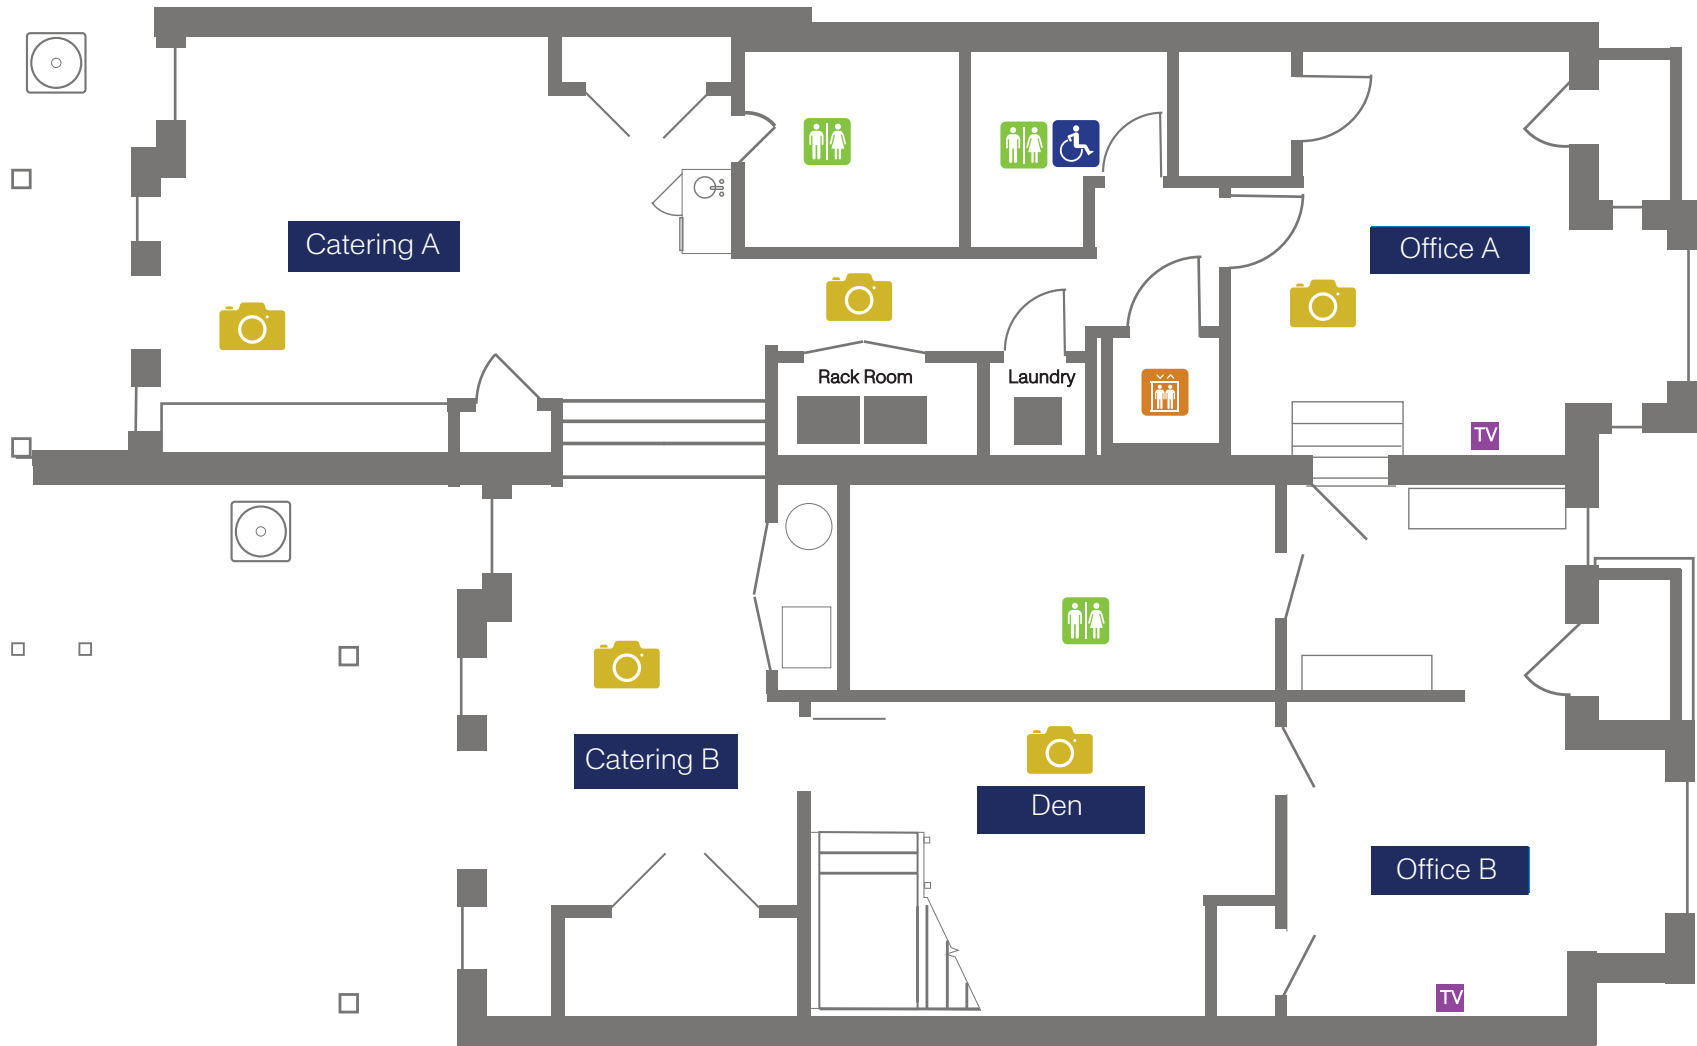 Catering A
Office A
Rack Room
Laundry
TV
Catering B
Den
Office B
TV